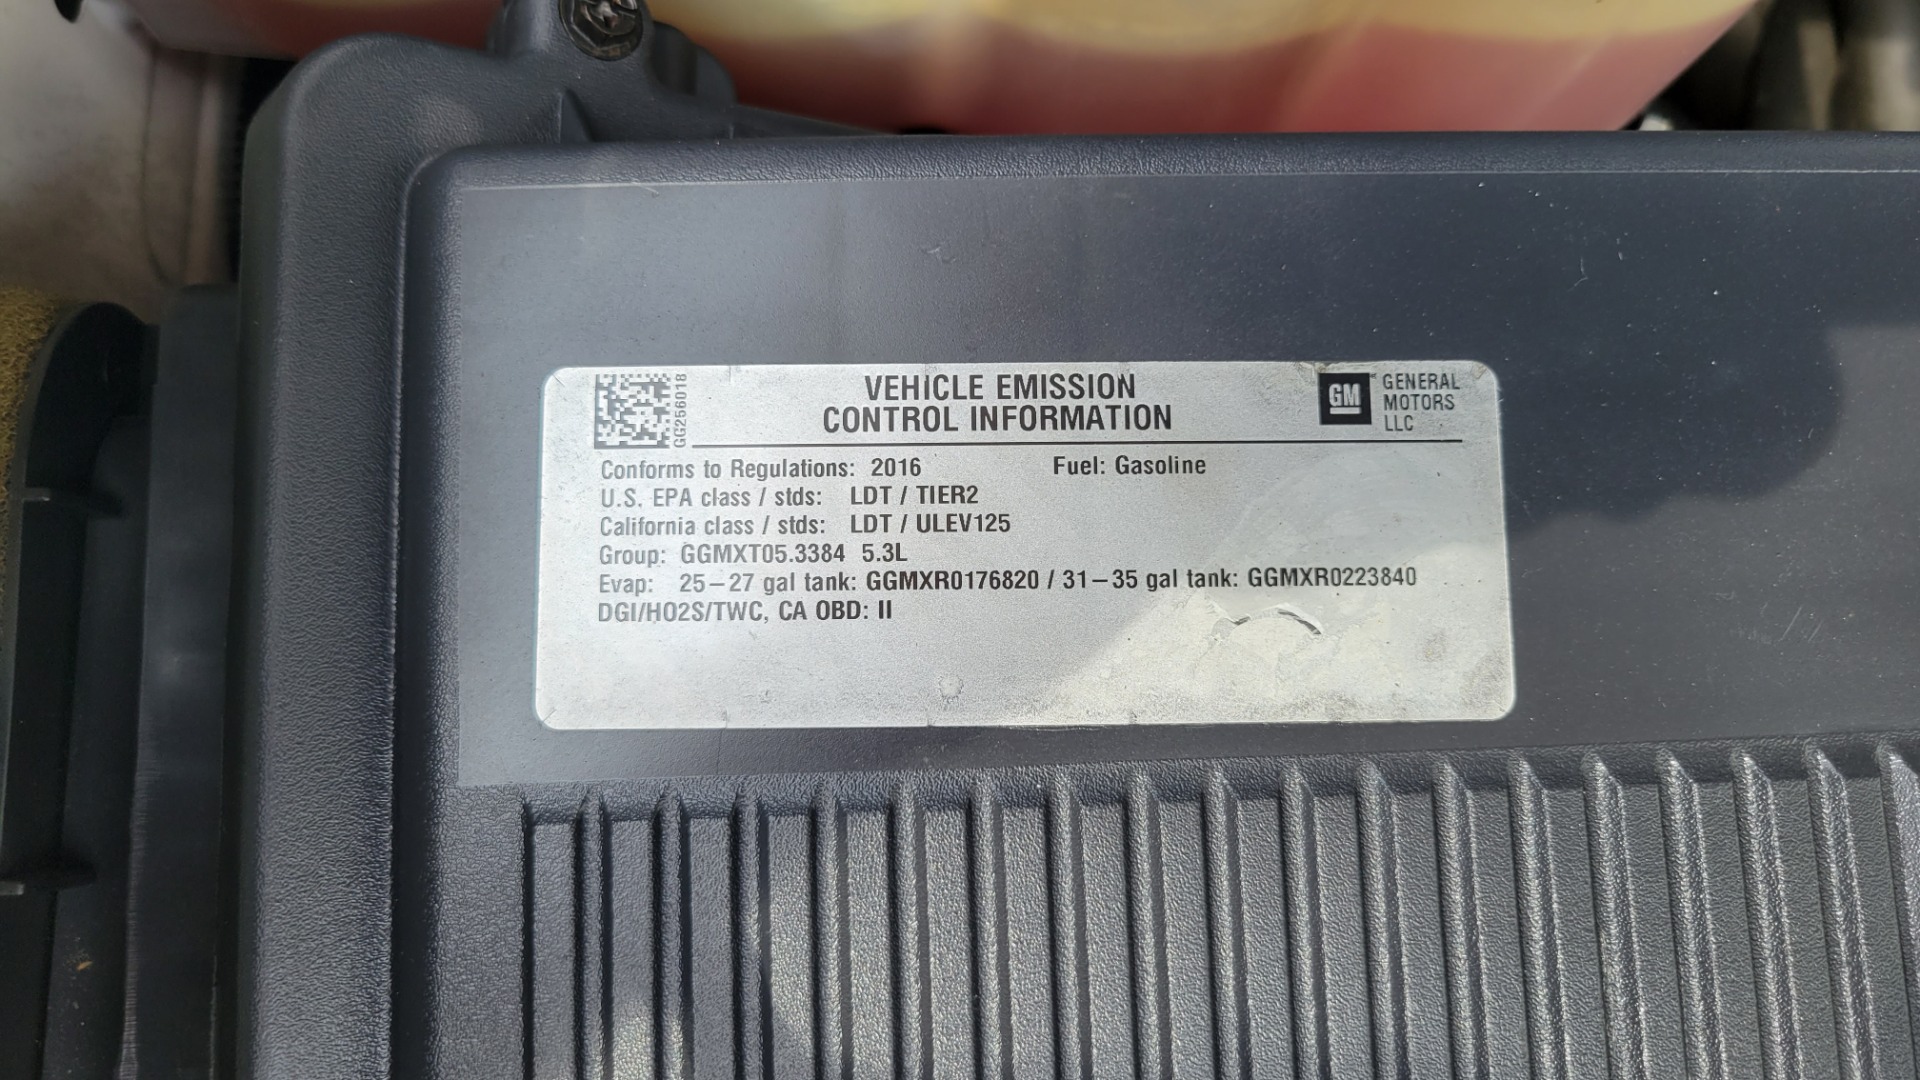 GG256018
VEHICLE EMISSION
CONTROL INFORMATION
GM
GENERAL
MOTORS
LLC
Conforms to Regulations: 2016 Fuel: Gasoline
U.S. EPA class / stds: LDT / TIER2
California class / stds: LDT / ULEV125
Group: GGMXT05.3384 5.3L
Evap: 25–27 gal tank: GGMXR0176820 / 31–35 gal tank: GGMXR0223840
DGI/HO2S/TWC, CA OBD: II